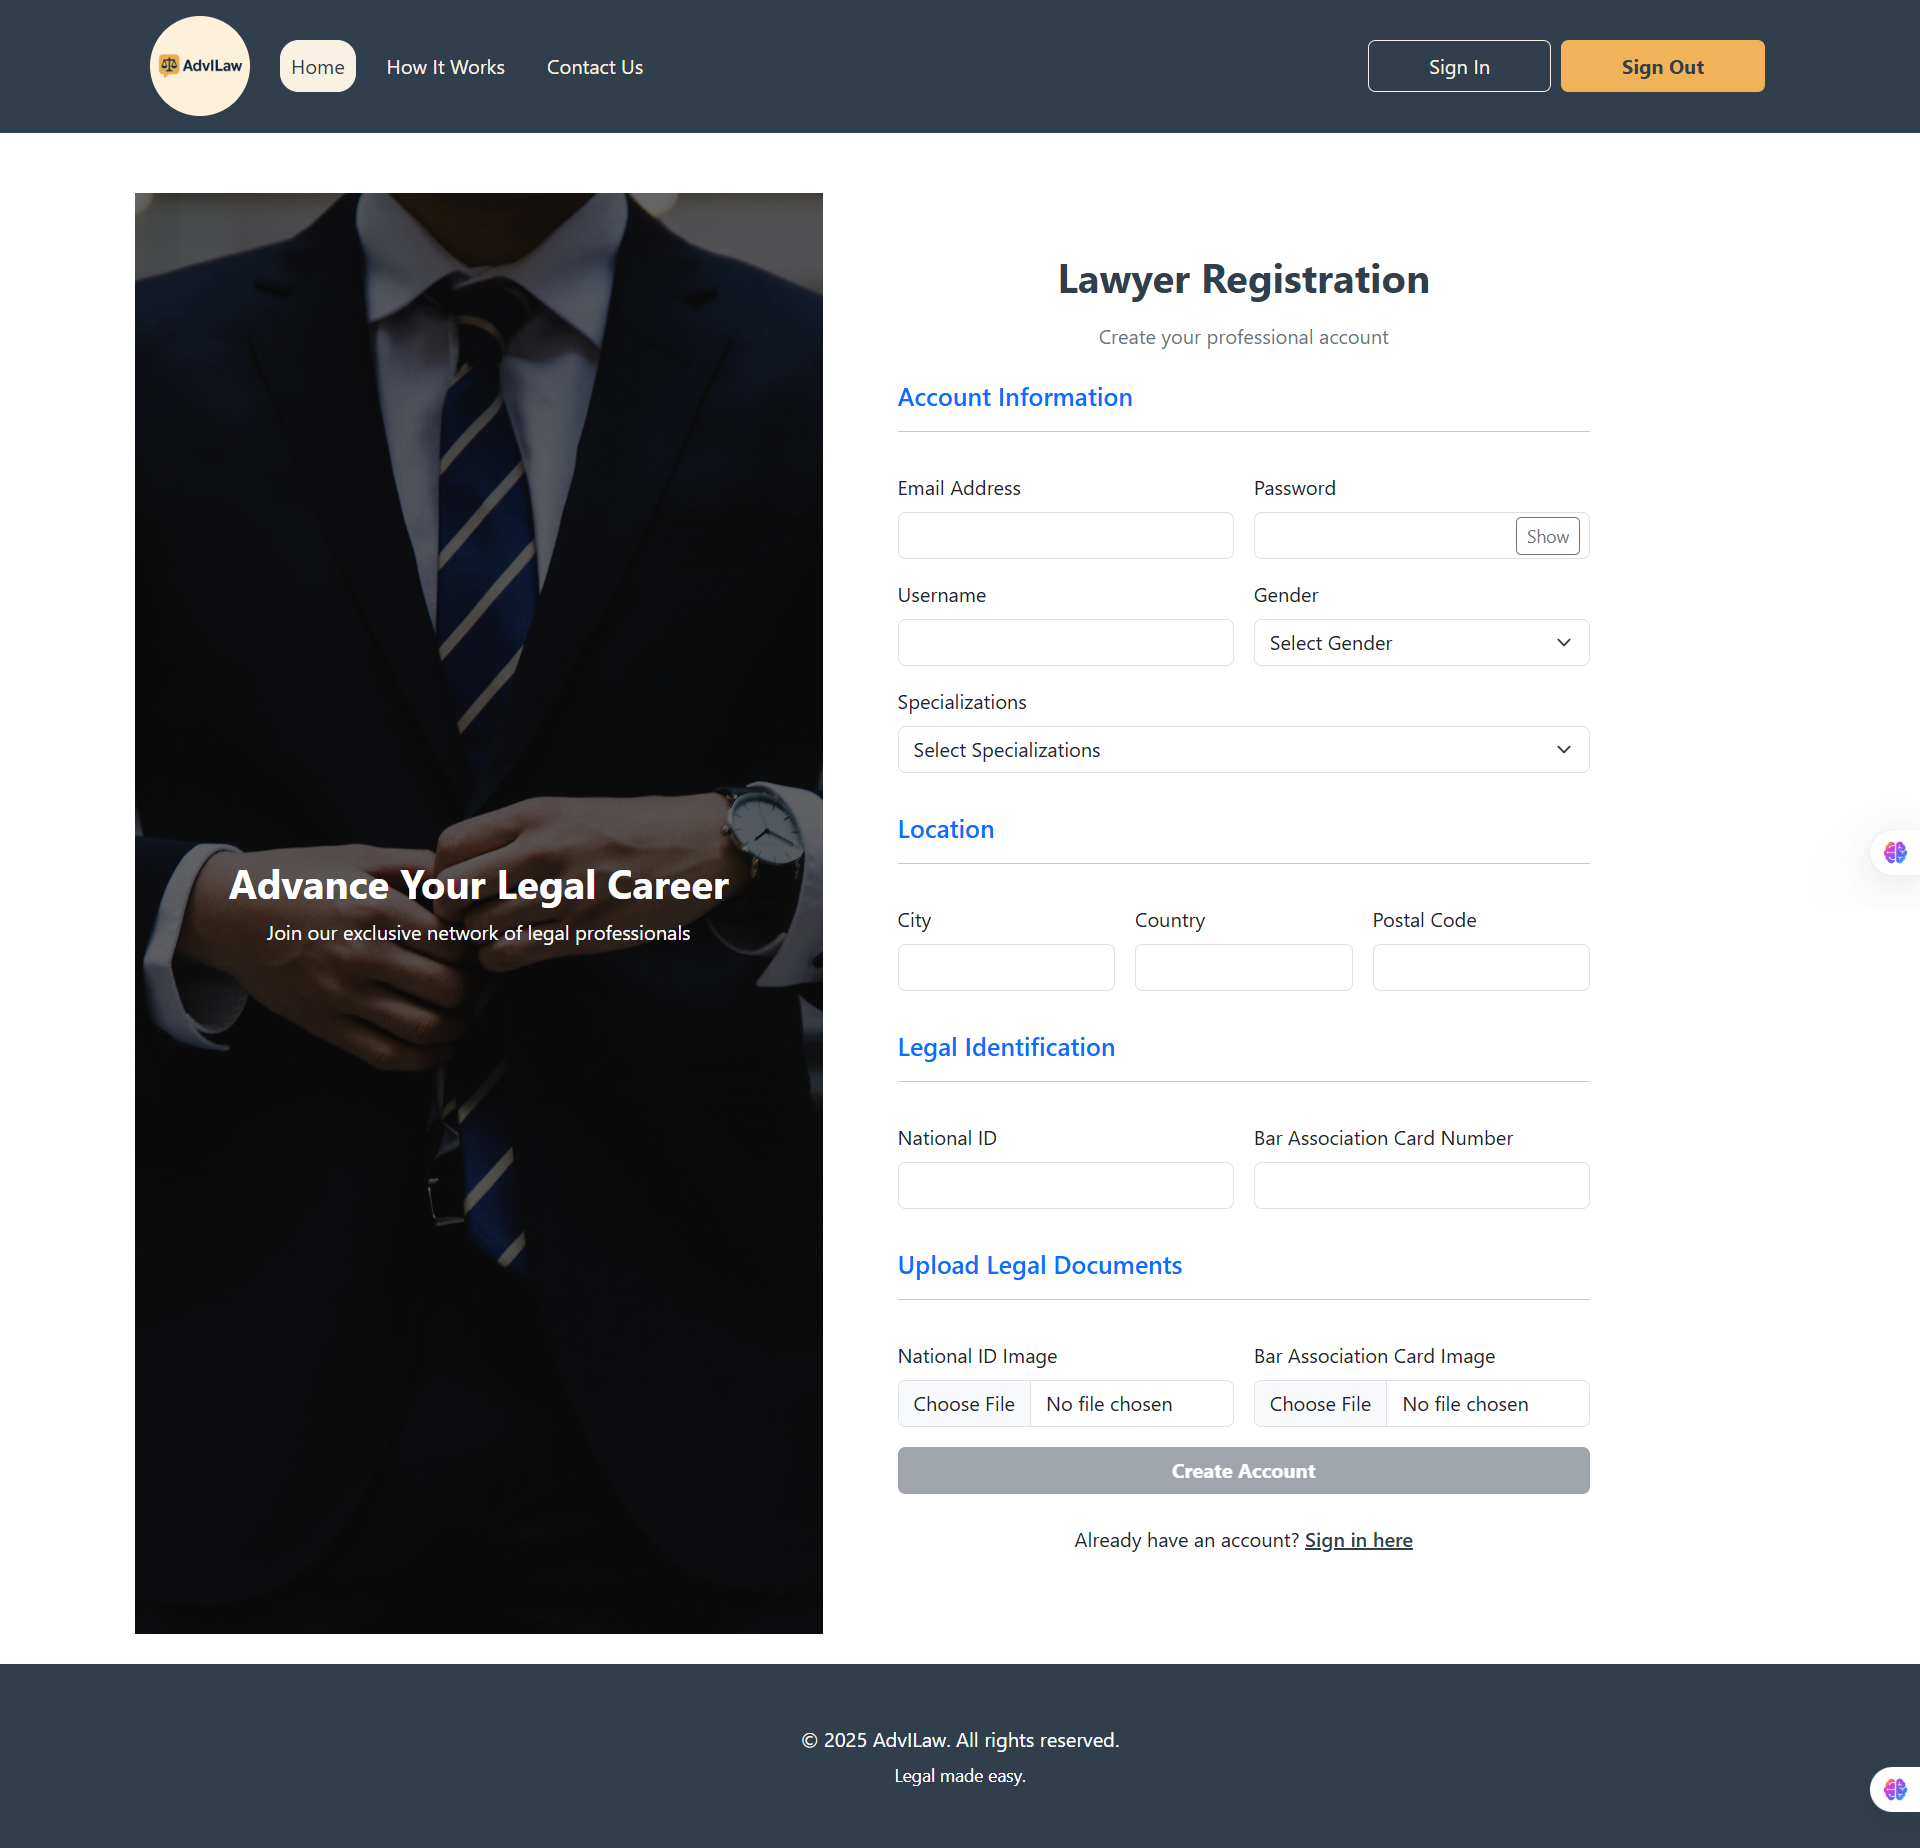 AdvILaw
Home
How It Works
Contact Us
Sign In
Sign Out
Advance Your Legal Career
Join our exclusive network of legal professionals
Lawyer Registration
Create your professional account
Account Information
Email Address
Password
Show
Username
Gender
Select Gender
Specializations
Select Specializations
Location
City
Country
Postal Code
Legal Identification
National ID
Bar Association Card Number
Upload Legal Documents
National ID Image
Bar Association Card Image
Choose File
No file chosen
Choose File
No file chosen
Create Account
Already have an account? Sign in here
© 2025 AdvILaw. All rights reserved.
Legal made easy.